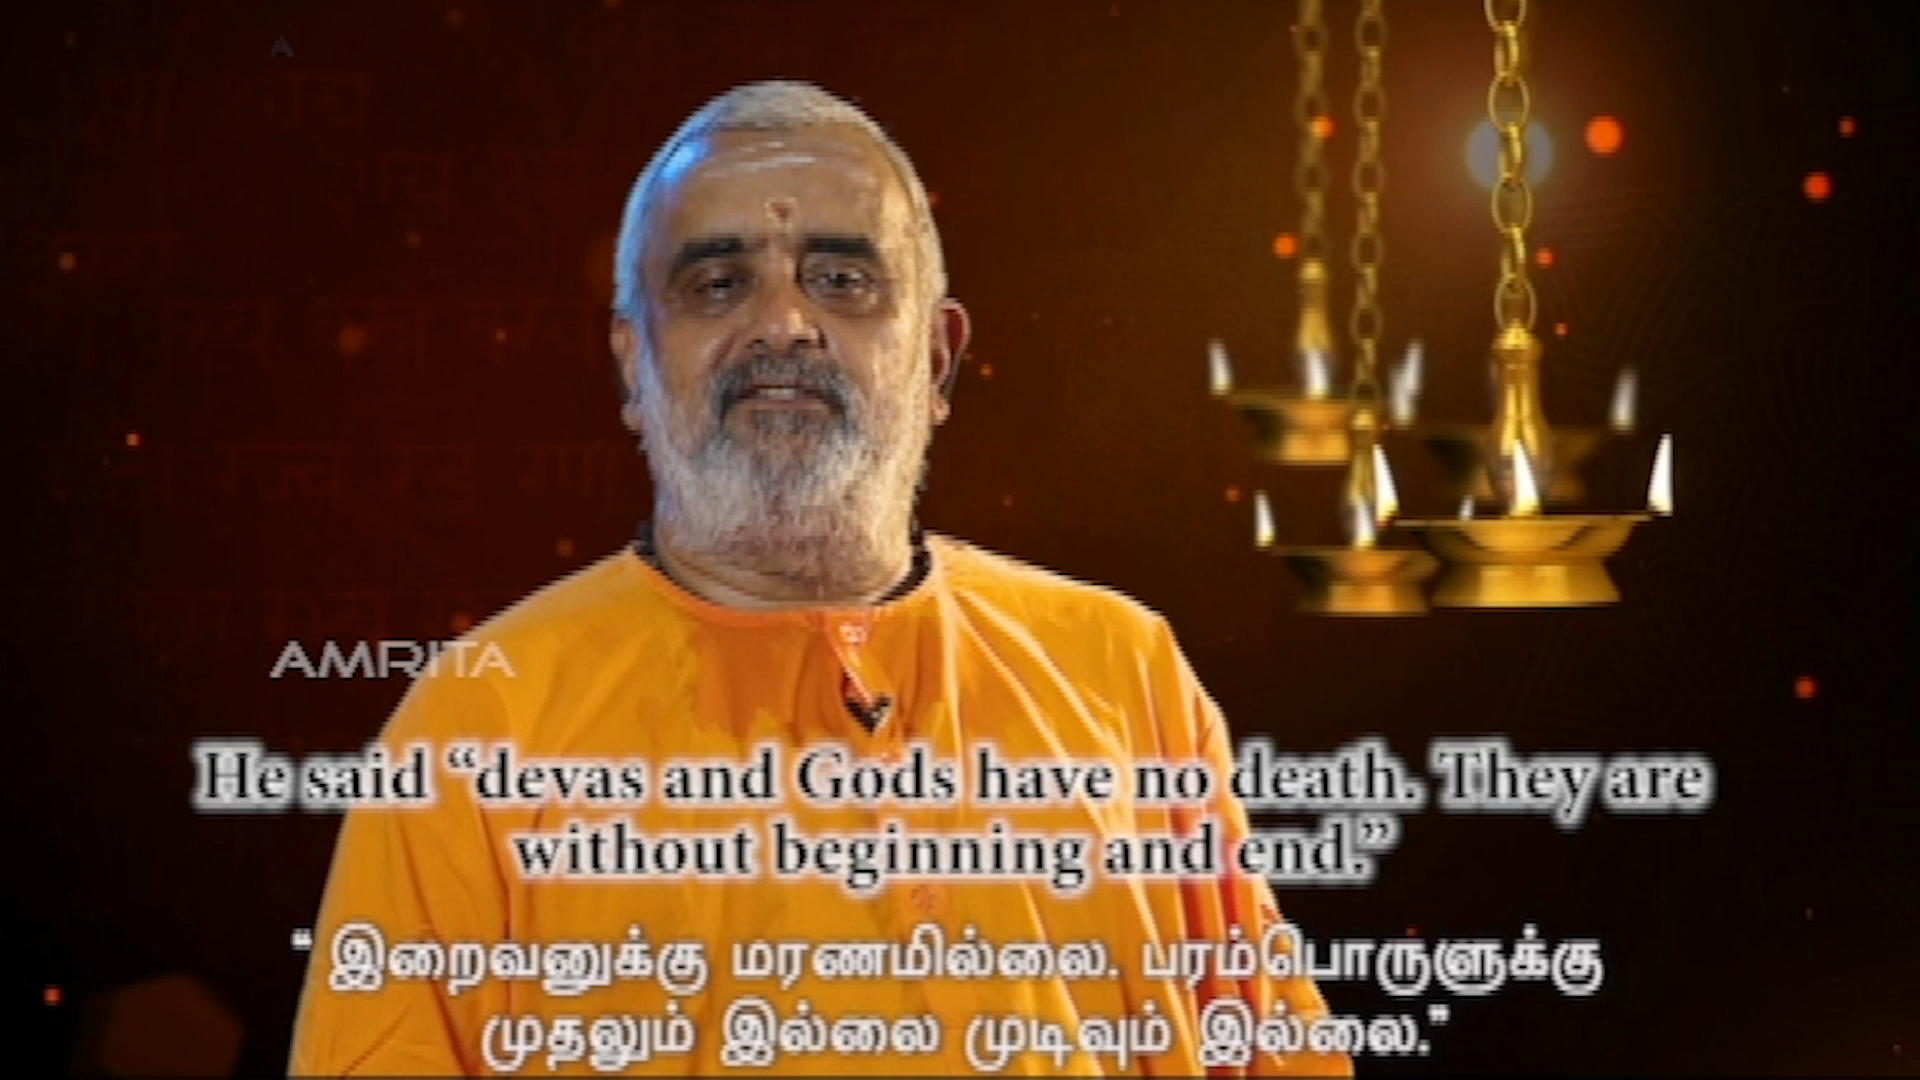 AMRITA
He said “devas and Gods have no death. They are
without beginning and end.”
“ இறைவனுக்கு மரணமில்லை. பரம்பொருளுக்கு
முதலும் இல்லை முடிவும் இல்லை.”